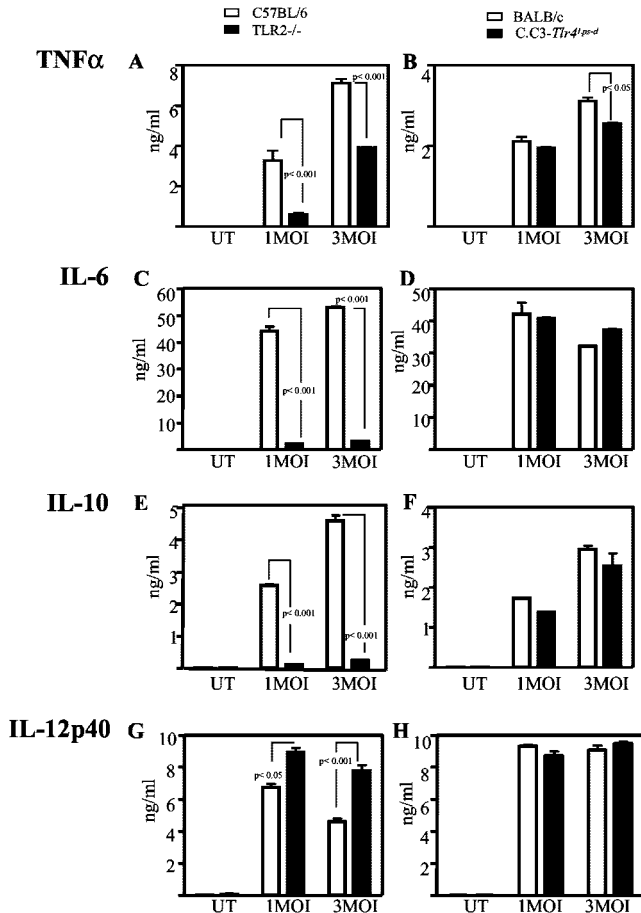 C57BL/6
TLR2-/-
BALB/c
C.C3-Tlr4Lps-d
TNFα A B
8
6
4
2
ng/ml
p< 0.001
p< 0.001
UT 1MOI 3MOI
4
2
ng/ml
p< 0.05
UT 1MOI 3MOI
IL-6 C D
60
50
40
30
20
10
ng/ml
p< 0.001
p< 0.001
UT 1MOI 3MOI
50
40
30
20
10
ng/ml
UT 1MOI 3MOI
IL-10 E F
5
4
3
2
1
ng/ml
p< 0.001
p< 0.001
UT 1MOI 3MOI
3
2
1
ng/ml
UT 1MOI 3MOI
IL-12p40 G H
10
8
6
4
2
ng/ml
p< 0.05
p< 0.001
UT 1MOI 3MOI
10
8
6
4
2
ng/ml
UT 1MOI 3MOI